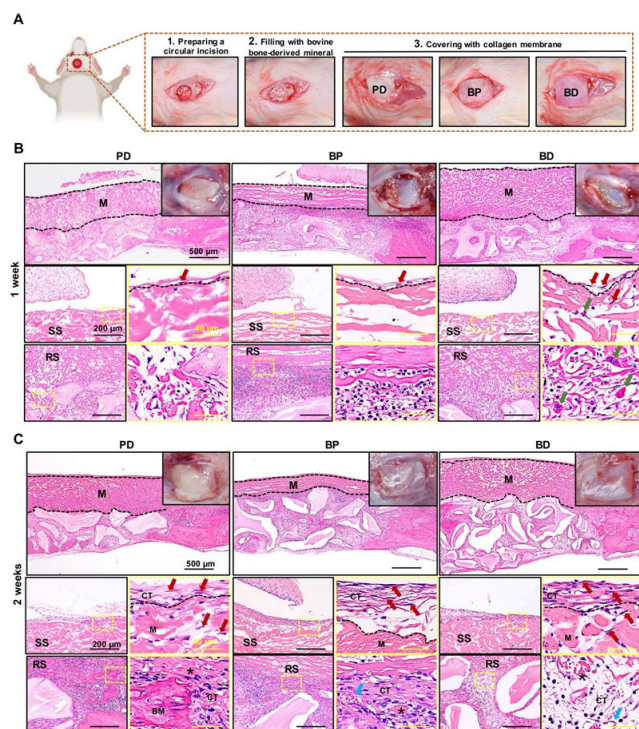 A
1. Preparing a
circular incision
2. Filling with bovine
bone-derived mineral
3. Covering with collagen membrane
PD
BP
BD
B
PD
BP
BD
1 week
M
500 µm
M
M
SS
200 µm
40 µm
SS
SS
RS
RS
RS
C
PD
BP
BD
2 weeks
M
500 µm
M
M
SS
200 µm
CT
M
SS
CT
M
SS
CT
M
RS
*
BM
CT
RS
CT
*
RS
*
CT